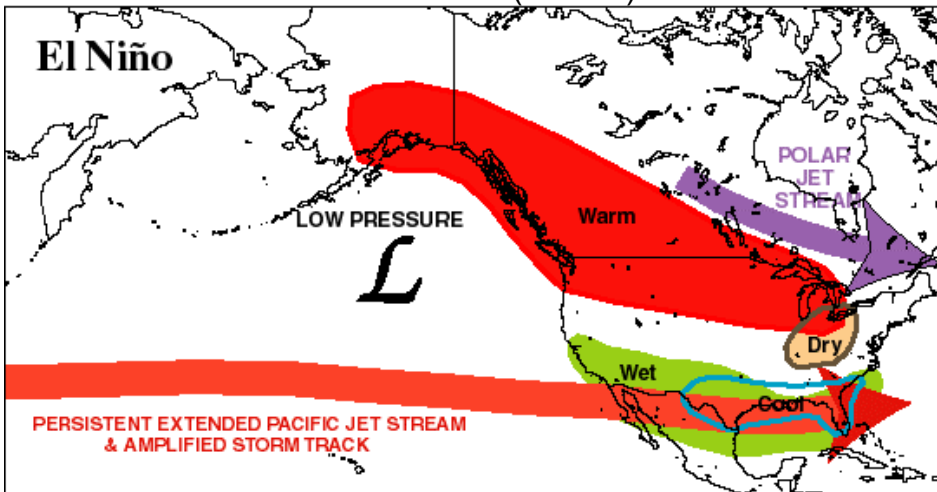 El Niño
POLAR
JET
STREAM
LOW PRESSURE
Warm
L
Dry
Wet
Cool
PERSISTENT EXTENDED PACIFIC JET STREAM
& AMPLIFIED STORM TRACK